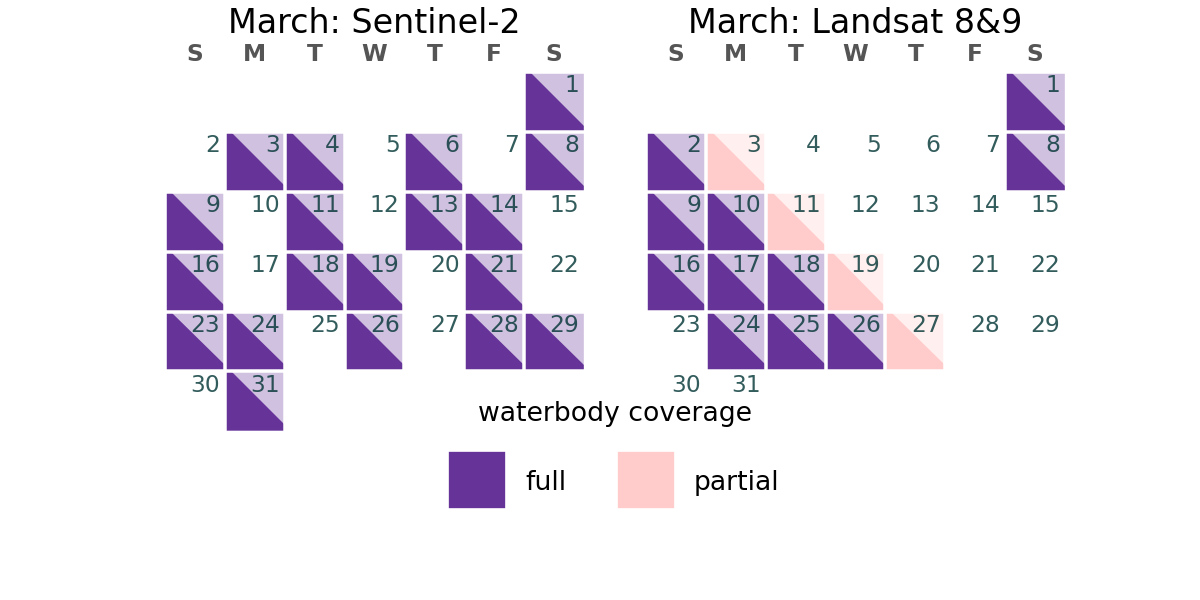 March: Sentinel-2
S M T W T F S
1
2 3 4 5 6 7 8
9 10 11 12 13 14 15
16 17 18 19 20 21 22
23 24 25 26 27 28 29
30 31
March: Landsat 8&9
S M T W T F S
1
2 3 4 5 6 7 8
9 10 11 12 13 14 15
16 17 18 19 20 21 22
23 24 25 26 27 28 29
30 31
waterbody coverage
full
partial